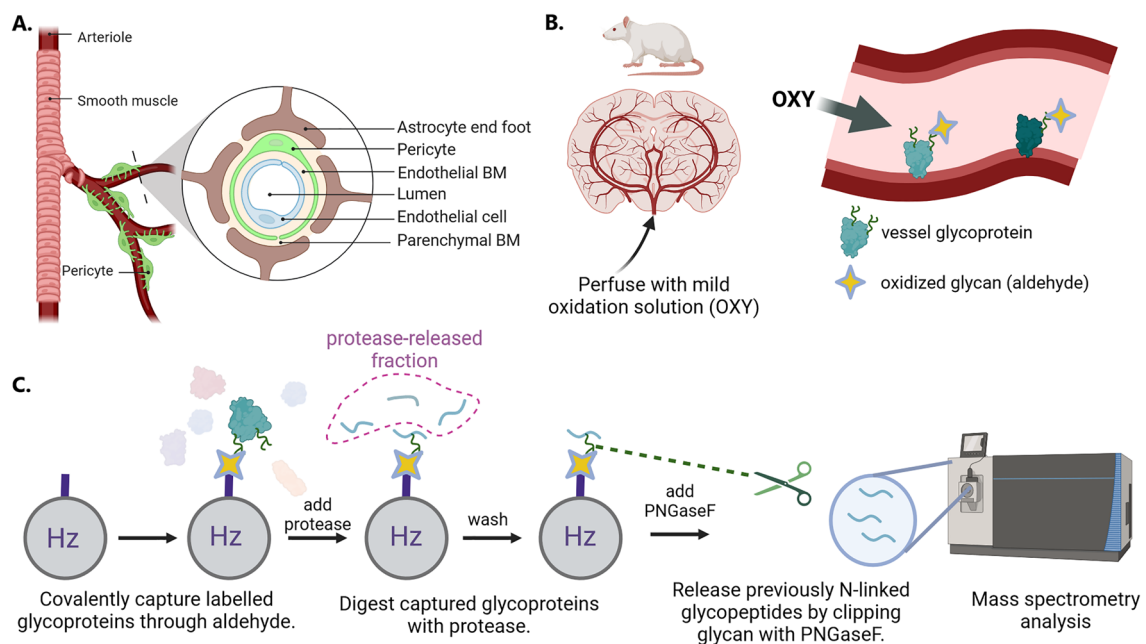 A.
Arteriole
Smooth muscle
Pericyte
Astrocyte end foot
Pericyte
Endothelial BM
Lumen
Endothelial cell
Parenchymal BM
B.
Perfuse with mild
oxidation solution (OXY)
OXY
vessel glycoprotein
oxidized glycan (aldehyde)
C.
protease-released
fraction
Hz
Hz
add
protease
Hz
wash
Hz
add
PNGaseF
Covalently capture labelled
glycoproteins through aldehyde.
Digest captured glycoproteins
with protease.
Release previously N-linked
glycopeptides by clipping
glycan with PNGaseF.
Mass spectrometry
analysis